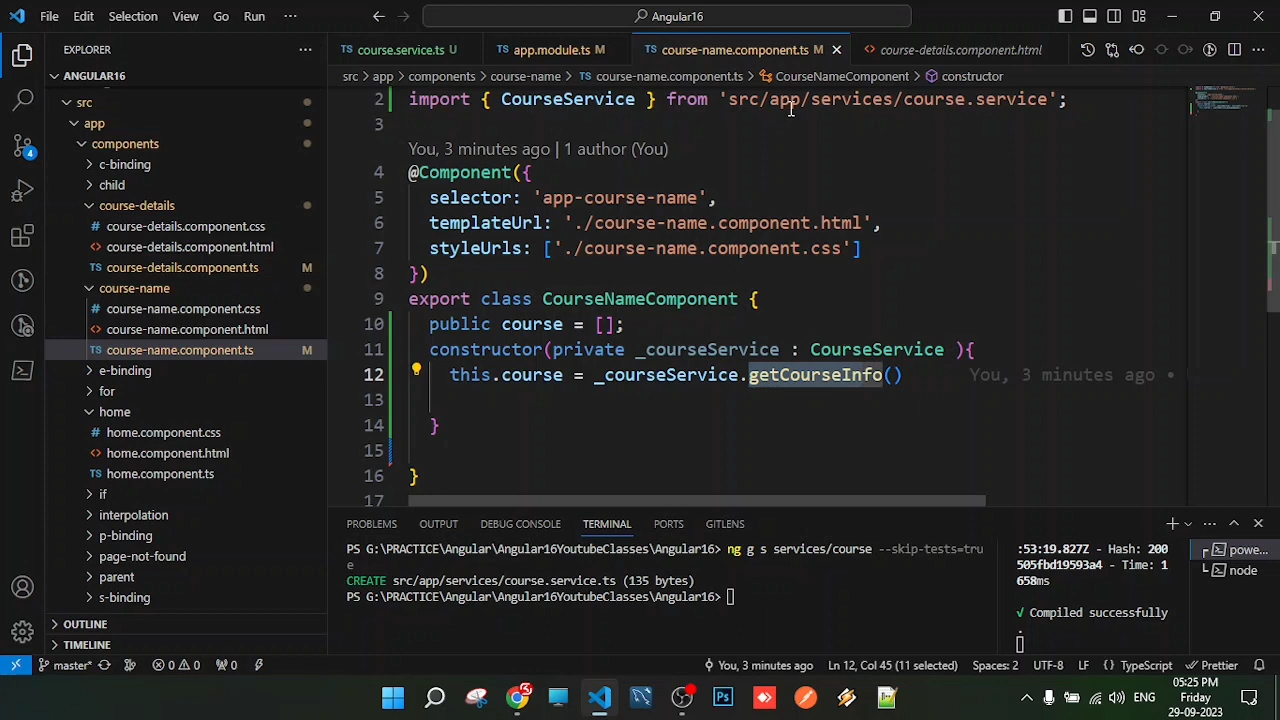 File Edit Selection View Go Run
Angular16
EXPLORER
course.service.ts U
app.module.ts M
course-name.component.ts M
course-details.component.html
src > app > components > course-name > course-name.component.ts > CourseNameComponent > constructor
ANGULAR16
src
app
components
c-binding
child
course-details
course-details.component.css
course-details.component.html
course-details.component.ts M
course-name
course-name.component.css
course-name.component.html
course-name.component.ts M
e-binding
for
home
home.component.css
home.component.html
home.component.ts
if
interpolation
p-binding
page-not-found
parent
s-binding
OUTLINE
TIMELINE
4
2 import { CourseService } from 'src/app/services/course.service';
3
You, 3 minutes ago | 1 author (You)
4 @Component({
5 selector: 'app-course-name',
6 templateUrl: './course-name.component.html',
7 styleUrls: ['./course-name.component.css']
8 })
9 export class CourseNameComponent {
10 public course = [];
11 constructor(private _courseService : CourseService ){
12 this.course = _courseService.getCourseInfo() You, 3 minutes ago •
13
14 }
15
16 }
17
PROBLEMS OUTPUT DEBUG CONSOLE TERMINAL PORTS GITLENS
PS G:\PRACTICE\Angular\Angular16YoutubeClasses\Angular16> ng g s services/course --skip-tests=tru
e
CREATE src/app/services/course.service.ts (135 bytes)
PS G:\PRACTICE\Angular\Angular16YoutubeClasses\Angular16>
:53:19.827Z - Hash: 200
505fbd19593a4 - Time: 1
658ms
√ Compiled successfully
.
powe...
node
master* 0 0 0 You, 3 minutes ago Ln 12, Col 45 (11 selected) Spaces: 2 UTF-8 LF {} TypeScript Prettier
Ps
ENG
05:25 PM
Friday
29-09-2023